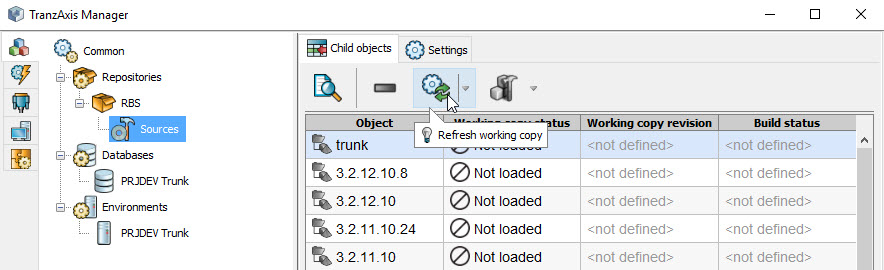 TranzAxis Manager
Common
Repositories
RBS
Sources
Databases
PRJDEV Trunk
Environments
PRJDEV Trunk
Child objects Settings
Refresh working copy
Object Working copy status Working copy revision Build status
trunk Not loaded <not defined> <not defined>
3.2.12.10.8 Not loaded <not defined> <not defined>
3.2.12.10 Not loaded <not defined> <not defined>
3.2.11.10.24 Not loaded <not defined> <not defined>
3.2.11.10 Not loaded <not defined> <not defined>